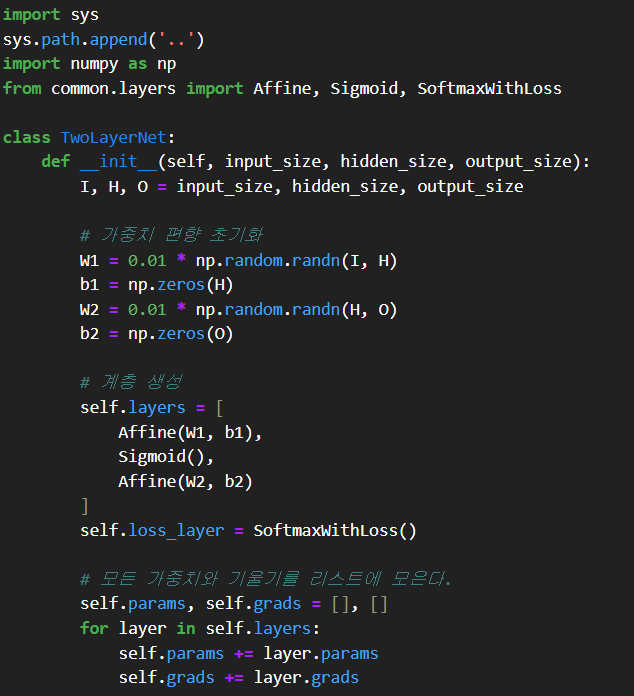 import sys
sys.path.append('..')
import numpy as np
from common.layers import Affine, Sigmoid, SoftmaxWithLoss

class TwoLayerNet:
    def __init__(self, input_size, hidden_size, output_size):
        I, H, O = input_size, hidden_size, output_size

        # 가중치 편향 초기화
        W1 = 0.01 * np.random.randn(I, H)
        b1 = np.zeros(H)
        W2 = 0.01 * np.random.randn(H, O)
        b2 = np.zeros(O)

        # 계층 생성
        self.layers = [
            Affine(W1, b1),
            Sigmoid(),
            Affine(W2, b2)
        ]
        self.loss_layer = SoftmaxWithLoss()

        # 모든 가중치와 기울기를 리스트에 모은다.
        self.params, self.grads = [], []
        for layer in self.layers:
            self.params += layer.params
            self.grads += layer.grads